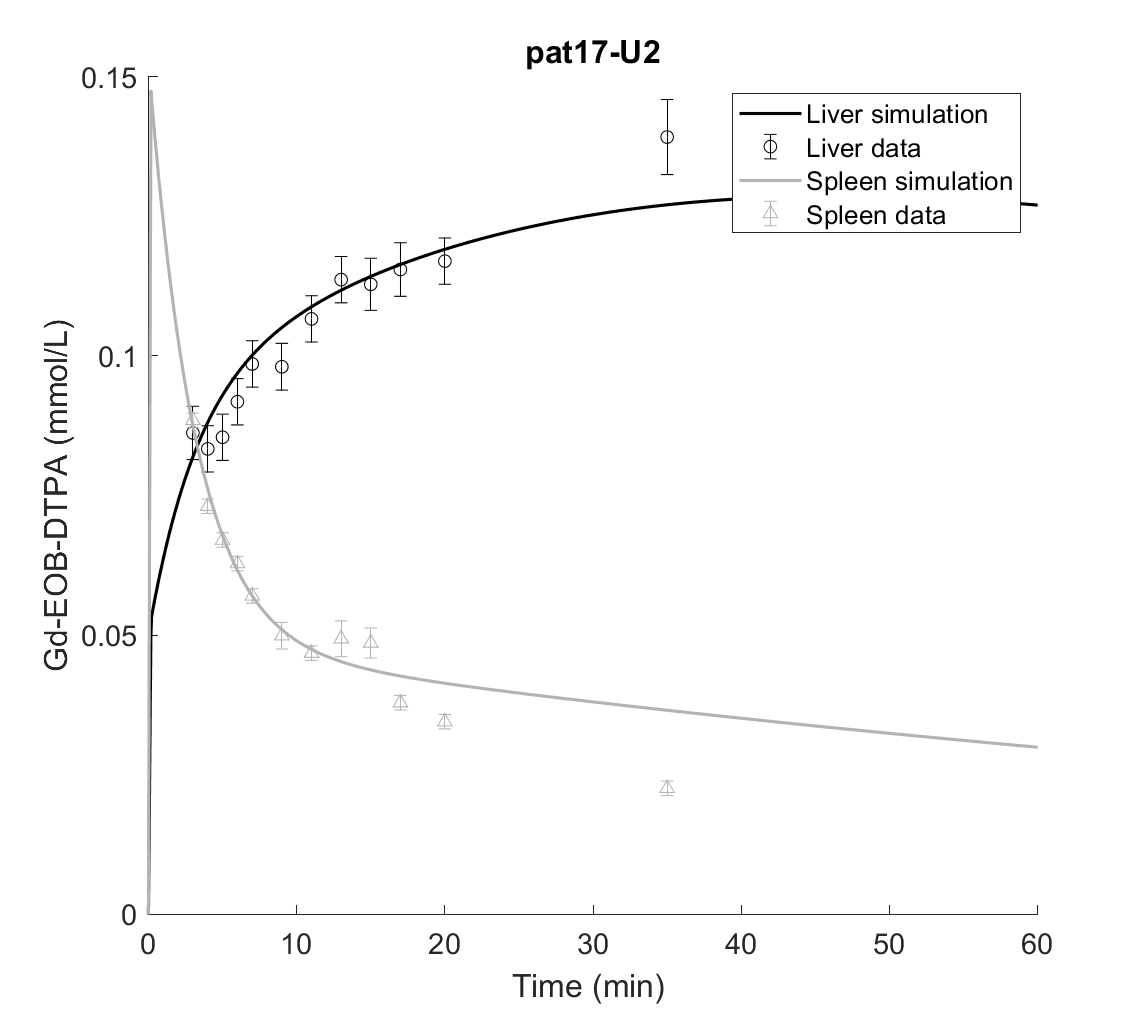 pat17-U2
0.15
0.1
0.05
0
Gd-EOB-DTPA (mmol/L)
Liver simulation
Liver data
Spleen simulation
Spleen data
0 10 20 30 40 50 60
Time (min)